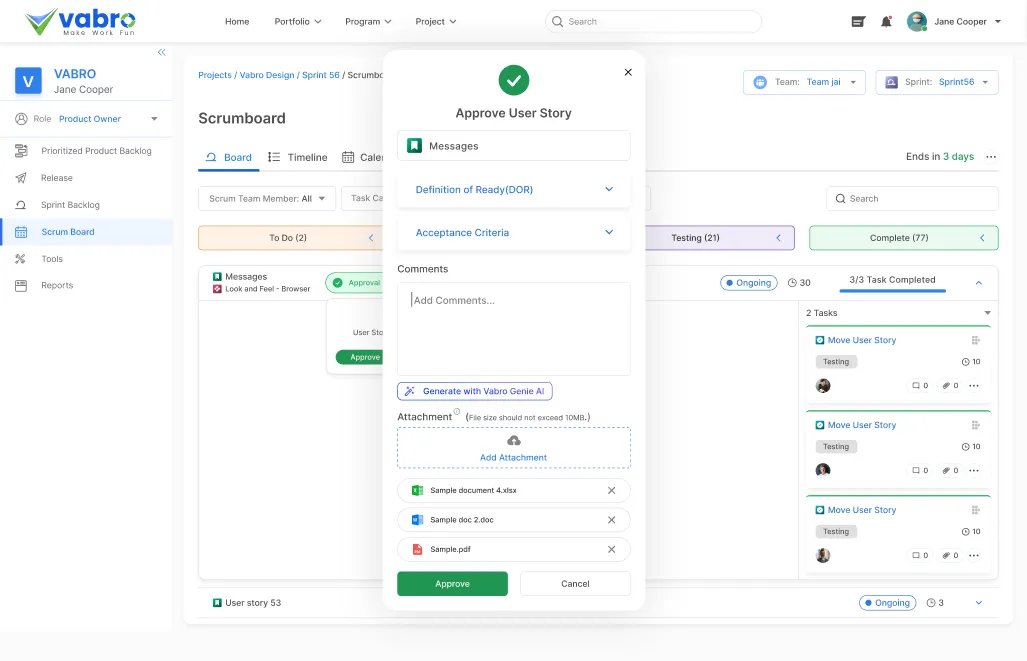 vabro
Make Work Fun
Home
Portfolio
Program
Project
Search
Jane Cooper
V
VABRO
Jane Cooper
Role
Product Owner
Prioritized Product Backlog
Release
Sprint Backlog
Scrum Board
Tools
Reports
Projects / Vabro Design / Sprint 56 / Scrumbo
Team: Team jai
Sprint: Sprint56
Scrumboard
Board
Timeline
Caler
Ends in 3 days
Scrum Team Member: All
Task Ca
Search
To Do (2)
Testing (21)
Complete (77)
Messages
Look and Feel - Browser
Approval
Ongoing
30
3/3 Task Completed
User Sto
Approve
2 Tasks
Move User Story
Testing
10
0
0
Move User Story
Testing
10
0
0
Move User Story
Testing
10
0
0
User story 53
Ongoing
3
Approve User Story
Messages
Definition of Ready(DOR)
Acceptance Criteria
Comments
Add Comments...
Generate with Vabro Genie AI
Attachment (File size should not exceed 10MB.)
Add Attachment
Sample document 4.xlsx
Sample doc 2.doc
Sample.pdf
Approve
Cancel